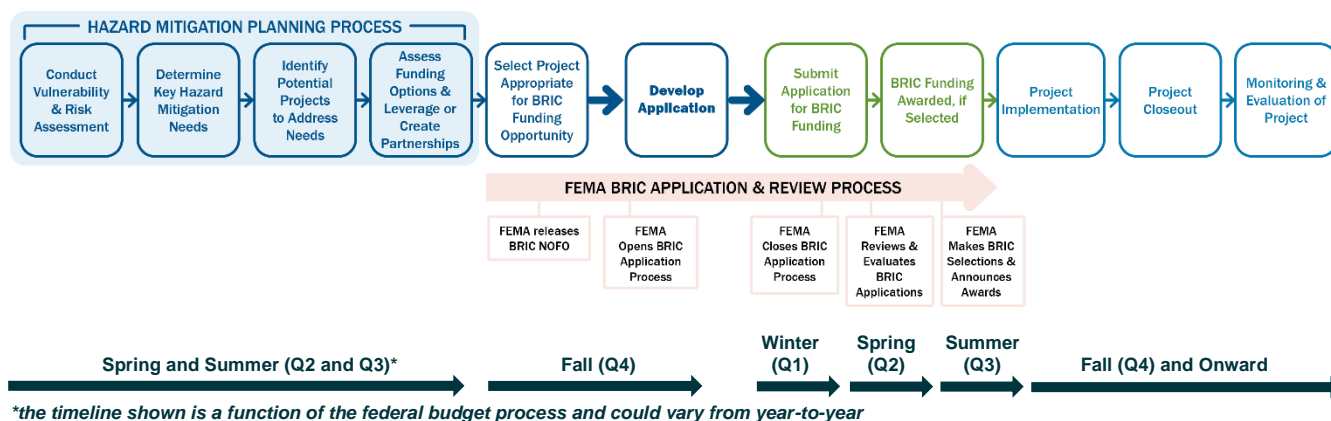 HAZARD MITIGATION PLANNING PROCESS
Conduct
Vulnerability
& Risk
Assessment
Determine
Key Hazard
Mitigation
Needs
Identify
Potential
Projects
to Address
Needs
Assess
Funding
Options &
Leverage or
Create
Partnerships
Select Project
Appropriate
for BRIC
Funding
Opportunity
Develop
Application
Submit
Application
for BRIC
Funding
BRIC Funding
Awarded, if
Selected
Project
Implementation
Project
Closeout
Monitoring &
Evaluation of
Project
FEMA BRIC APPLICATION & REVIEW PROCESS
FEMA releases
BRIC NOFO
FEMA
Opens BRIC
Application
Process
FEMA
Closes BRIC
Application
Process
FEMA
Reviews &
Evaluates
BRIC
Applications
FEMA
Makes BRIC
Selections &
Announces
Awards
Spring and Summer (Q2 and Q3)*
Fall (Q4)
Winter
(Q1)
Spring
(Q2)
Summer
(Q3)
Fall (Q4) and Onward
*the timeline shown is a function of the federal budget process and could vary from year-to-year